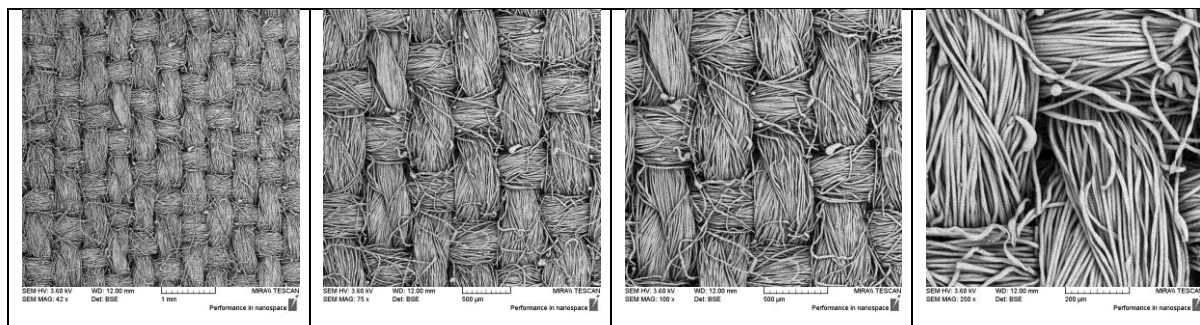 SEM HV: 3.60 kV WD: 12.00 mm MIRA\\ TESCAN
SEM MAG: 42 x Det: BSE 1 mm
Performance in nanospace
SEM HV: 3.60 kV WD: 12.00 mm MIRA\\ TESCAN
SEM MAG: 75 x Det: BSE 500 µm
Performance in nanospace
SEM HV: 3.60 kV WD: 12.00 mm MIRA\\ TESCAN
SEM MAG: 100 x Det: BSE 500 µm
Performance in nanospace
SEM HV: 3.60 kV WD: 12.00 mm MIRA\\ TESCAN
SEM MAG: 250 x Det: BSE 200 µm
Performance in nanospace